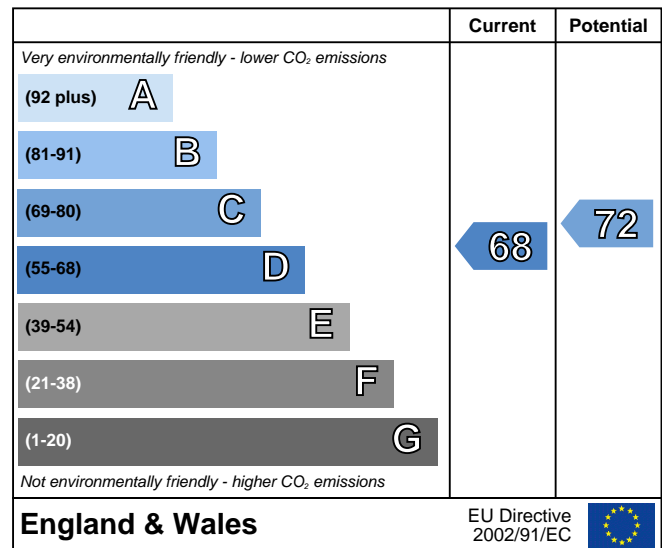 Current Potential
Very environmentally friendly - lower CO₂ emissions
(92 plus) A
(81-91) B
(69-80) C
(55-68) D
(39-54) E
(21-38) F
(1-20) G
68
72
Not environmentally friendly - higher CO₂ emissions
England & Wales
EU Directive
2002/91/EC